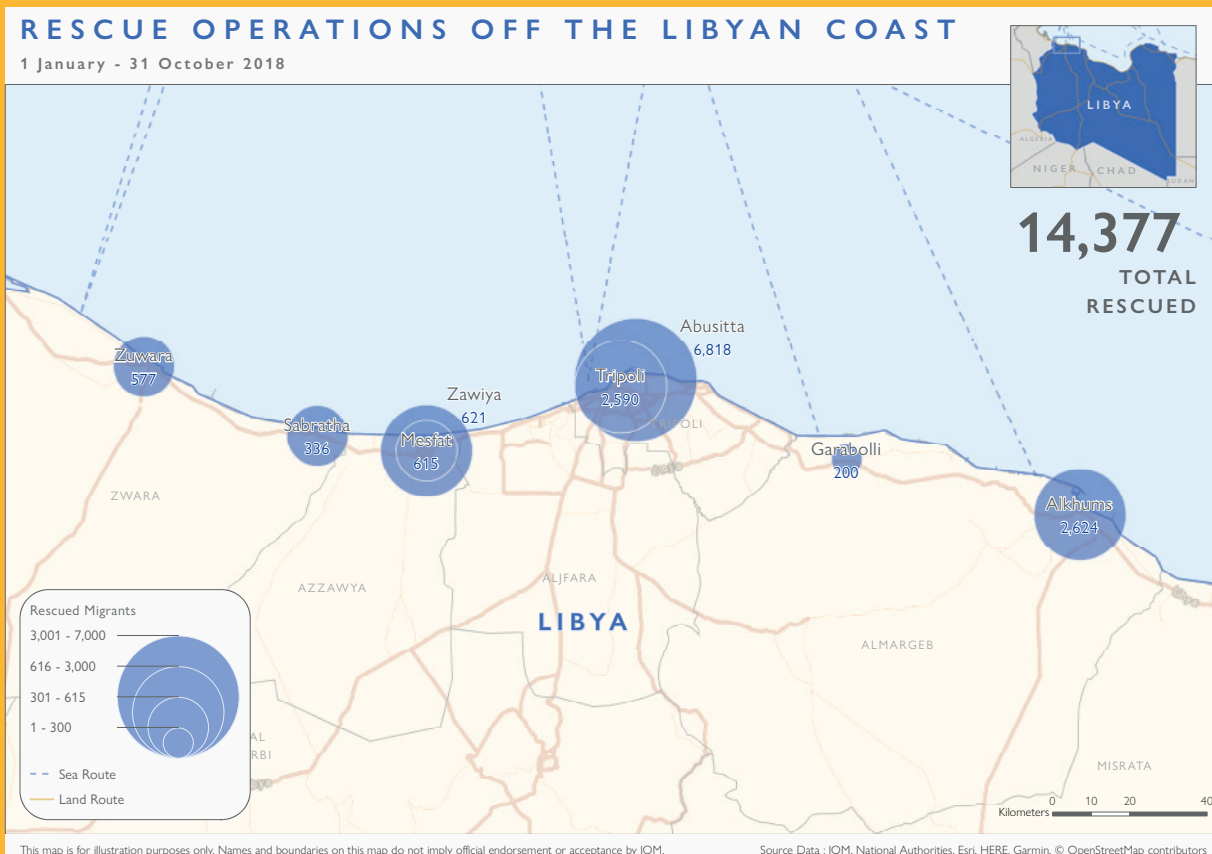 RESCUE OPERATIONS OFF THE LIBYAN COAST
1 January - 31 October 2018
LIBYA
ALGERIA
NIGER
CHAD
SUDAN
14,377
TOTAL
RESCUED
Abusitta
6,818
Zuwara
577
Tripoli
2,590
Zawiya
621
Sabratha
336
Mesfat
615
TRIPOLI
Garabolli
200
Alkhums
2,624
ZWARA
AZZAWYA
ALJFARA
LIBYA
ALMARGEB
MISRATA
AL
RBI
Rescued Migrants
3,001 - 7,000
616 - 3,000
301 - 615
1 - 300
Sea Route
Land Route
Kilometers
0 10 20 40
This map is for illustration purposes only. Names and boundaries on this map do not imply official endorsement or acceptance by IOM.
Source Data : IOM, National Authorities, Esri, HERE, Garmin, © OpenStreetMap contributors